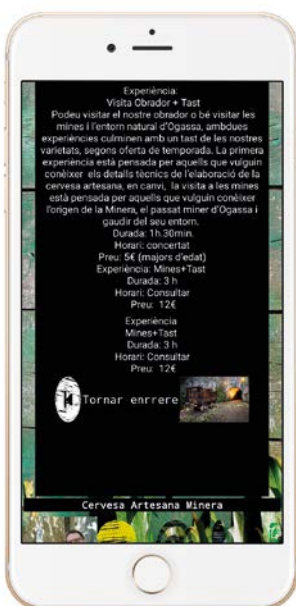 Experiència:
Visita Obrador + Tast
Podeu visitar el nostre obrador o bé visitar les
mines i l'entorn natural d'Ogassa, ambdues
experiències culminen amb un tast de les nostres
varietats, segons oferta de temporada. La primera
experiència està pensada per aquells que vulguin
conèixer els detalls tècnics de l'elaboració de la
cervesa artesana, en canvi, la visita a les mines
està pensada per aquells que vulguin conèixer
l'origen de la Minera, el passat miner d'Ogassa i
gaudir del seu entorn.
Durada: 1h.30min.
Horari: concertat
Preu: 5€ (majors d'edat)
Experiència: Mines+Tast
Durada: 3 h
Horari: Consultar
Preu: 12€
Experiència
Mines+Tast
Durada: 3 h
Horari: Consultar
Preu: 12€
Tornar enrrere
Cervesa Artesana Minera